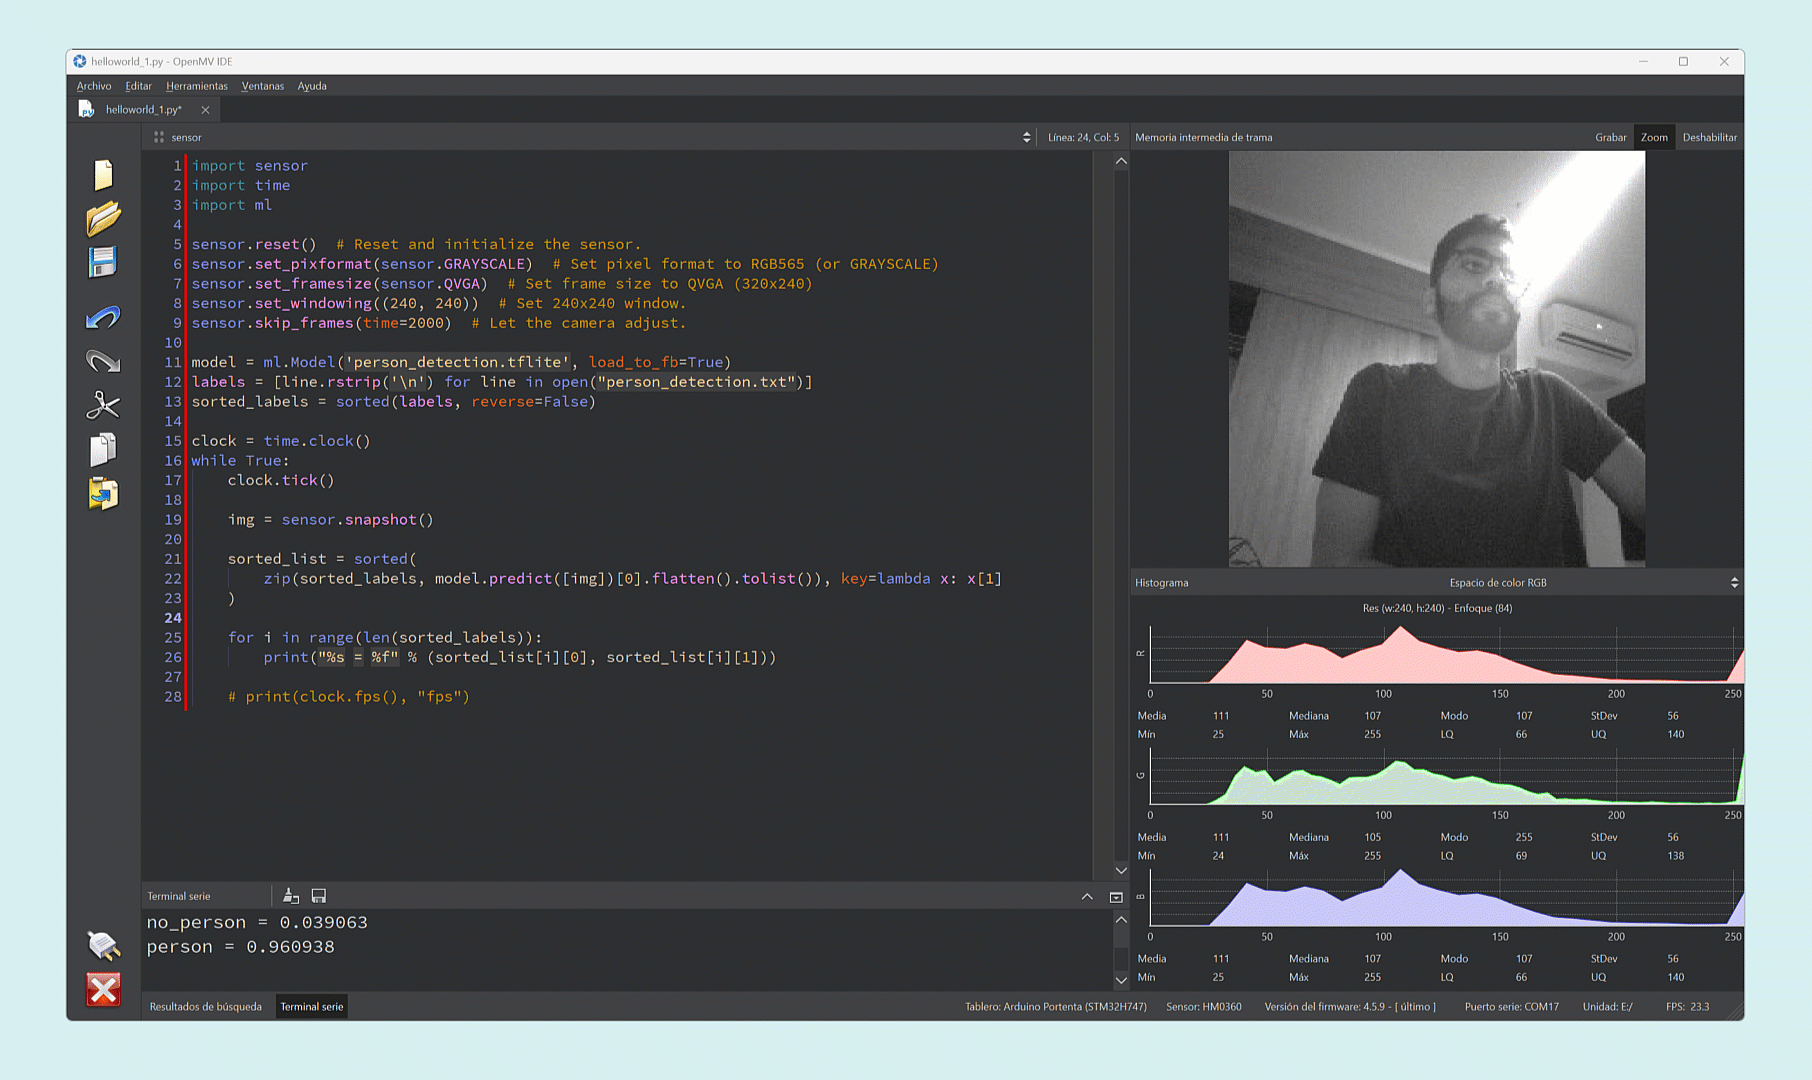 helloworld_1.py - OpenMV IDE
Archivo Editar Herramientas Ventanas Ayuda
helloworld_1.py*
sensor
Línea: 24, Col: 5
1 import sensor
2 import time
3 import ml
4
5 sensor.reset()  # Reset and initialize the sensor.
6 sensor.set_pixformat(sensor.GRAYSCALE)  # Set pixel format to RGB565 (or GRAYSCALE)
7 sensor.set_framesize(sensor.QVGA)  # Set frame size to QVGA (320x240)
8 sensor.set_windowing((240, 240))  # Set 240x240 window.
9 sensor.skip_frames(time=2000)  # Let the camera adjust.
10
11 model = ml.Model('person_detection.tflite', load_to_fb=True)
12 labels = [line.rstrip('\n') for line in open("person_detection.txt")]
13 sorted_labels = sorted(labels, reverse=False)
14
15 clock = time.clock()
16 while True:
17     clock.tick()
18
19     img = sensor.snapshot()
20
21     sorted_list = sorted(
22         zip(sorted_labels, model.predict([img])[0].flatten().tolist()), key=lambda x: x[1]
23     )
24
25     for i in range(len(sorted_labels)):
26         print("%s = %f" % (sorted_list[i][0], sorted_list[i][1]))
27
28     # print(clock.fps(), "fps")
Terminal serie
no_person = 0.039063
person = 0.960938
Memoria intermedia de trama Grabar Zoom Deshabilitar
Histograma Espacio de color RGB
Res (w:240, h:240) - Enfoque (84)
R
0 50 100 150 200 250
Media 111 Mediana 107 Modo 107 StDev 56
Mín 25 Máx 255 LQ 66 UQ 140
G
0 50 100 150 200 250
Media 111 Mediana 105 Modo 255 StDev 56
Mín 24 Máx 255 LQ 69 UQ 138
B
0 50 100 150 200 250
Media 111 Mediana 107 Modo 107 StDev 56
Mín 25 Máx 255 LQ 66 UQ 140
Resultados de búsqueda Terminal serie
Tablero: Arduino Portenta (STM32H747) Sensor: HM0360 Versión del firmware: 4.5.9 - [ último ] Puerto serie: COM17 Unidad: E:/ FPS: 23.3